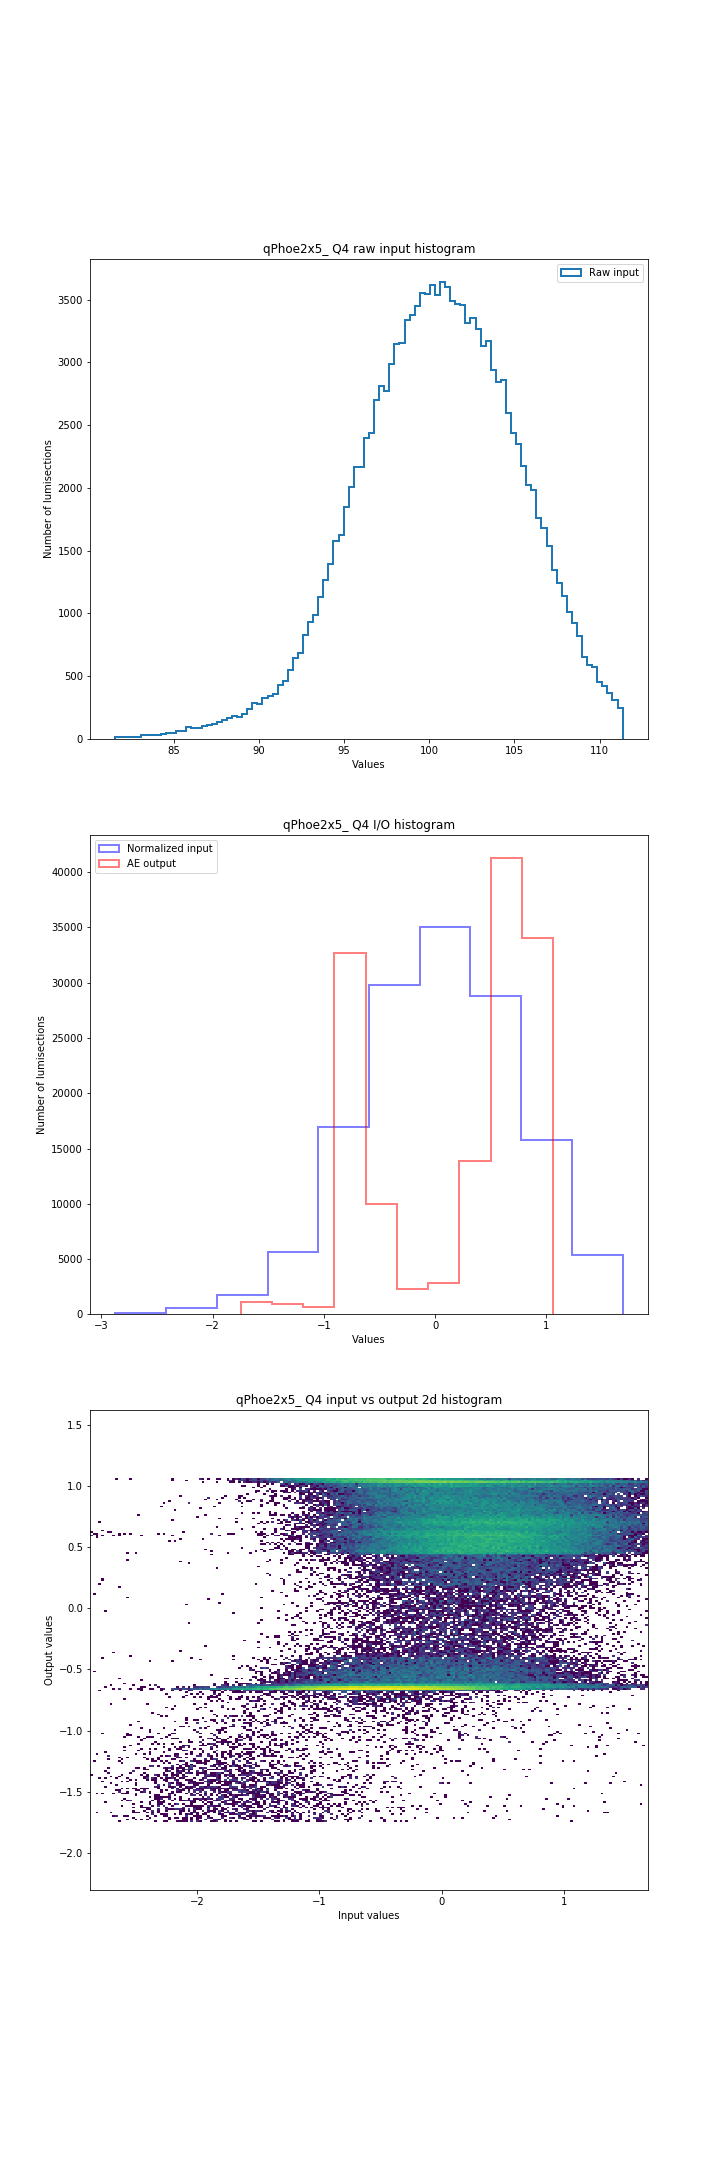 qPhoe2x5_ Q4 raw input histogram
Raw input
3500
3000
2500
2000
1500
1000
500
0
Number of lumisections
85 90 95 100 105 110
Values
qPhoe2x5_ Q4 I/O histogram
Normalized input
AE output
40000
35000
30000
25000
20000
15000
10000
5000
0
Number of lumisections
−3 −2 −1 0 1
Values
qPhoe2x5_ Q4 input vs output 2d histogram
1.5
1.0
0.5
0.0
−0.5
−1.0
−1.5
−2.0
Output values
−2 −1 0 1
Input values